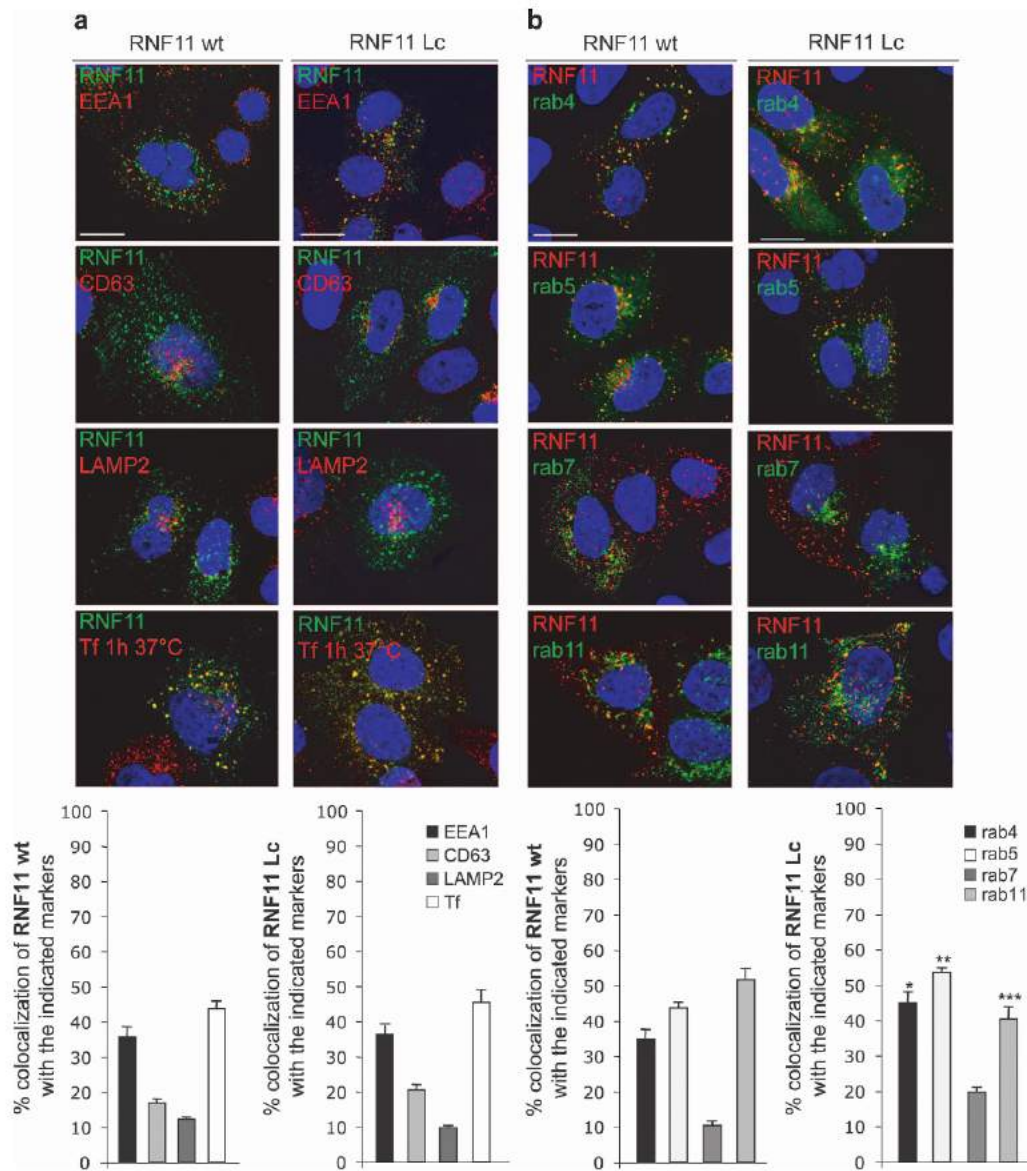 a
b
RNF11 wt
RNF11 Lc
RNF11 wt
RNF11 Lc
RNF11
EEA1
RNF11
EEA1
RNF11
rab4
RNF11
rab4
RNF11
CD63
RNF11
CD63
RNF11
rab5
RNF11
rab5
RNF11
LAMP2
RNF11
LAMP2
RNF11
rab7
RNF11
rab7
RNF11
Tf 1h 37°C
RNF11
Tf 1h 37°C
RNF11
rab11
RNF11
rab11
% colocalization of RNF11 wt
with the indicated markers
100
90
80
70
60
50
40
30
20
10
0
% colocalization of RNF11 Lc
with the indicated markers
100
90
80
70
60
50
40
30
20
10
0
EEA1
CD63
LAMP2
Tf
% colocalization of RNF11 wt
with the indicated markers
100
90
80
70
60
50
40
30
20
10
0
% colocalization of RNF11 Lc
with the indicated markers
100
90
80
70
60
50
40
30
20
10
0
*
**
***
rab4
rab5
rab7
rab11